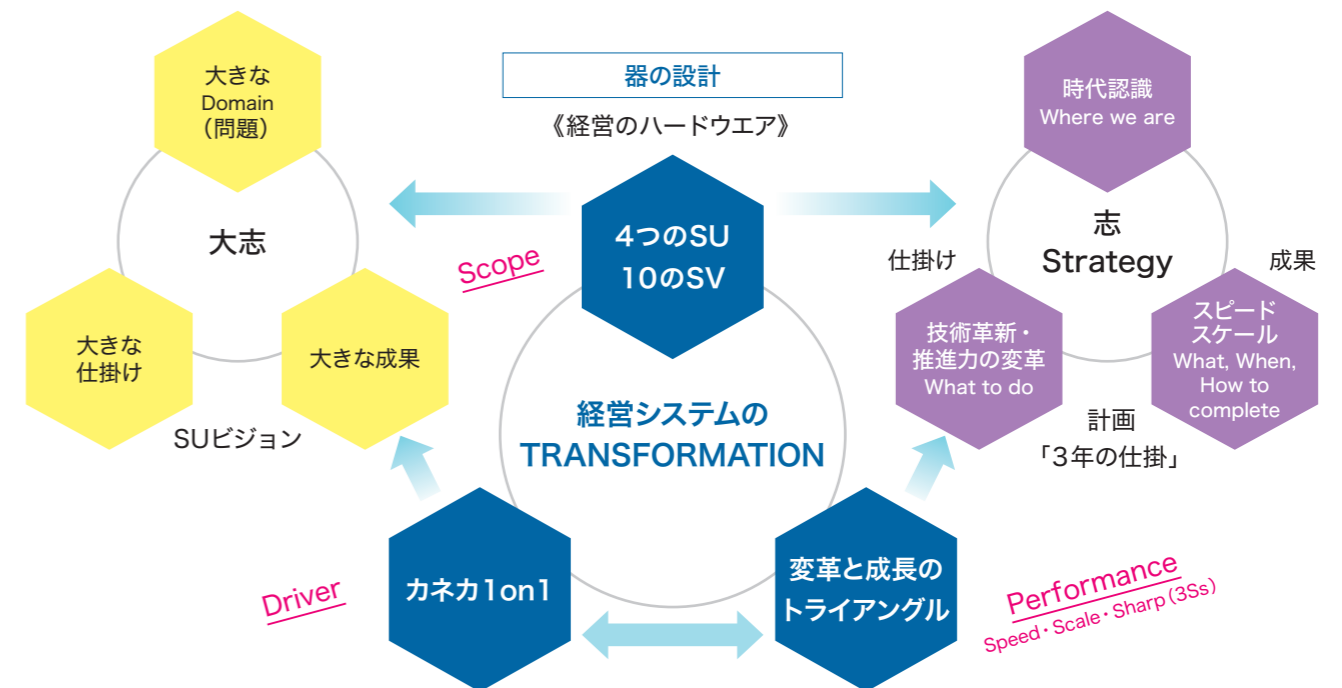 大きな
Domain
（問題）
大志
大きな
仕掛け
大きな成果
SUビジョン
器の設計
《経営のハードウエア》
4つのSU
10のSV
Scope
経営システムの
TRANSFORMATION
カネカ1on1
Driver
変革と成長の
トライアングル
Performance
Speed・Scale・Sharp（3Ss）
時代認識
Where we are
志
Strategy
仕掛け
成果
技術革新・
推進力の変革
What to do
スピード
スケール
What, When,
How to
complete
計画
「3年の仕掛」